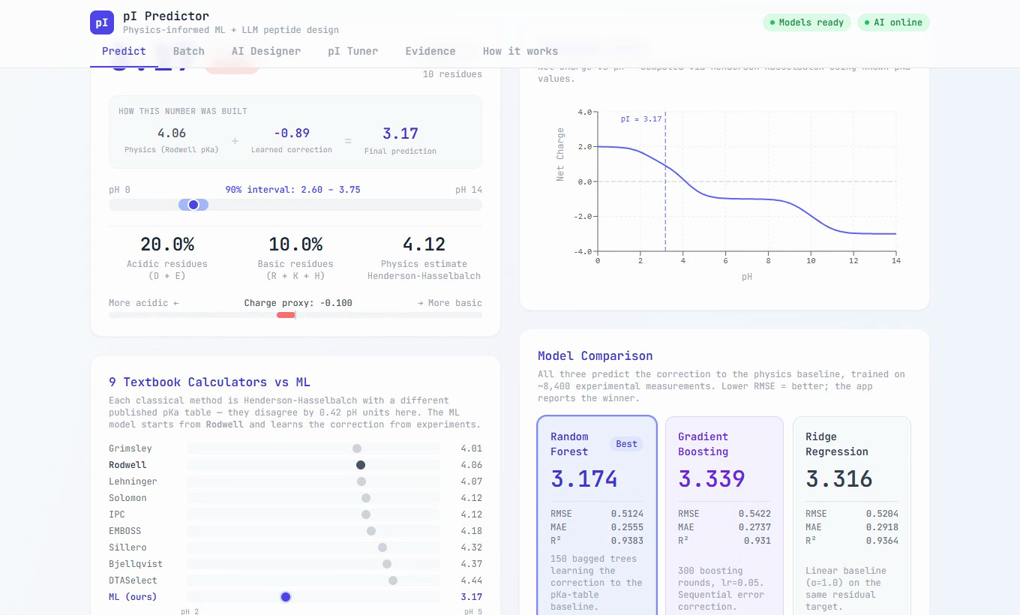 pI
pI Predictor
Physics-informed ML + LLM peptide design
Models ready
AI online
Predict
Batch
AI Designer
pI Tuner
Evidence
How it works
10 residues
HOW THIS NUMBER WAS BUILT
4.06
+
-0.89
=
3.17
Physics (Rodwell pKa)
Learned correction
Final prediction
pH 0
90% interval: 2.60 – 3.75
pH 14
20.0%
10.0%
4.12
Acidic residues
(D + E)
Basic residues
(R + K + H)
Physics estimate
Henderson-Hasselbalch
More acidic ←
Charge proxy: -0.100
→ More basic
9 Textbook Calculators vs ML
Each classical method is Henderson-Hasselbalch with a different
published pKa table — they disagree by 0.42 pH units here. The ML
model starts from Rodwell and learns the correction from experiments.
Grimsley 4.01
Rodwell 4.06
Lehninger 4.07
Solomon 4.12
IPC 4.12
EMBOSS 4.18
Sillero 4.32
Bjellqvist 4.37
DTASelect 4.44
ML (ours) 3.17
pH 2
pH 5
values.
pI = 3.17
Net Charge
4.0
2.0
0.0
-2.0
-4.0
0 2 4 6 8 10 12 14
pH
Model Comparison
All three predict the correction to the physics baseline, trained on
~8,400 experimental measurements. Lower RMSE = better; the app
reports the winner.
Random
Forest
Best
3.174
RMSE 0.5124
MAE 0.2555
R² 0.9383
150 bagged trees
learning the
correction to the
pKa-table
baseline.
Gradient
Boosting
3.339
RMSE 0.5422
MAE 0.2737
R² 0.931
300 boosting
rounds, lr=0.05.
Sequential error
correction.
Ridge
Regression
3.316
RMSE 0.5204
MAE 0.2918
R² 0.9364
Linear baseline
(α=1.0) on the
same residual
target.